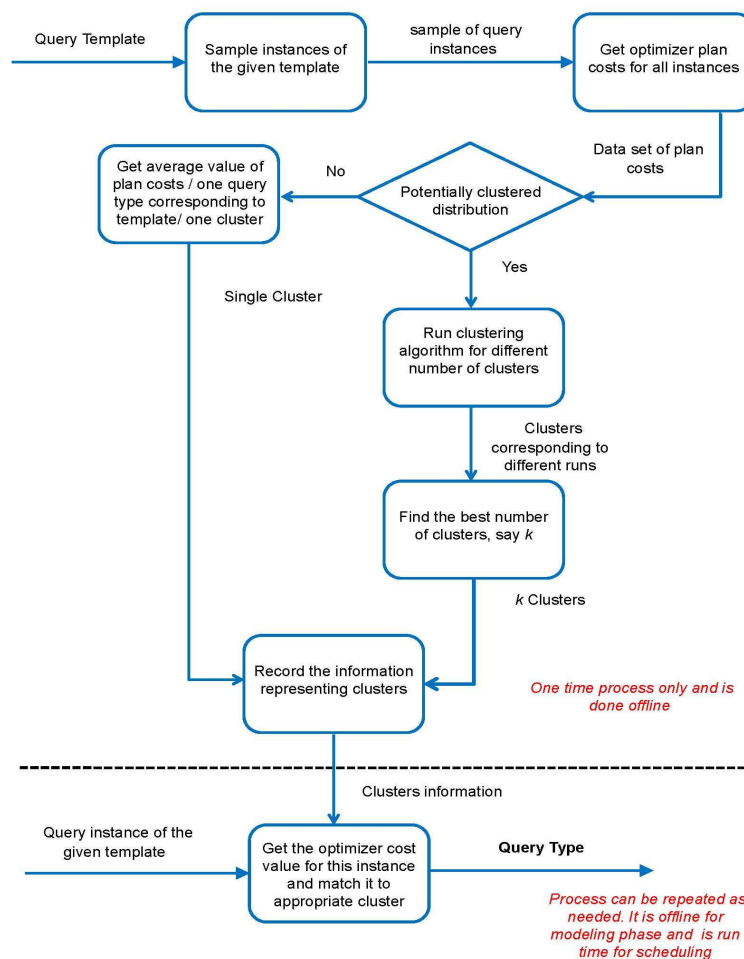 Query Template
Sample instances of
the given template
sample of query
instances
Get optimizer plan
costs for all instances
Data set of plan
costs
Potentially clustered
distribution
No
Get average value of
plan costs / one query
type corresponding to
template/ one cluster
Yes
Single Cluster
Run clustering
algorithm for different
number of clusters
Clusters
corresponding to
different runs
Find the best number
of clusters, say k
k Clusters
Record the information
representing clusters
One time process only and is
done offline
Clusters information
Query instance of the
given template
Get the optimizer cost
value for this instance
and match it to
appropriate cluster
Query Type
Process can be repeated as
needed. It is offline for
modeling phase and is run
time for scheduling